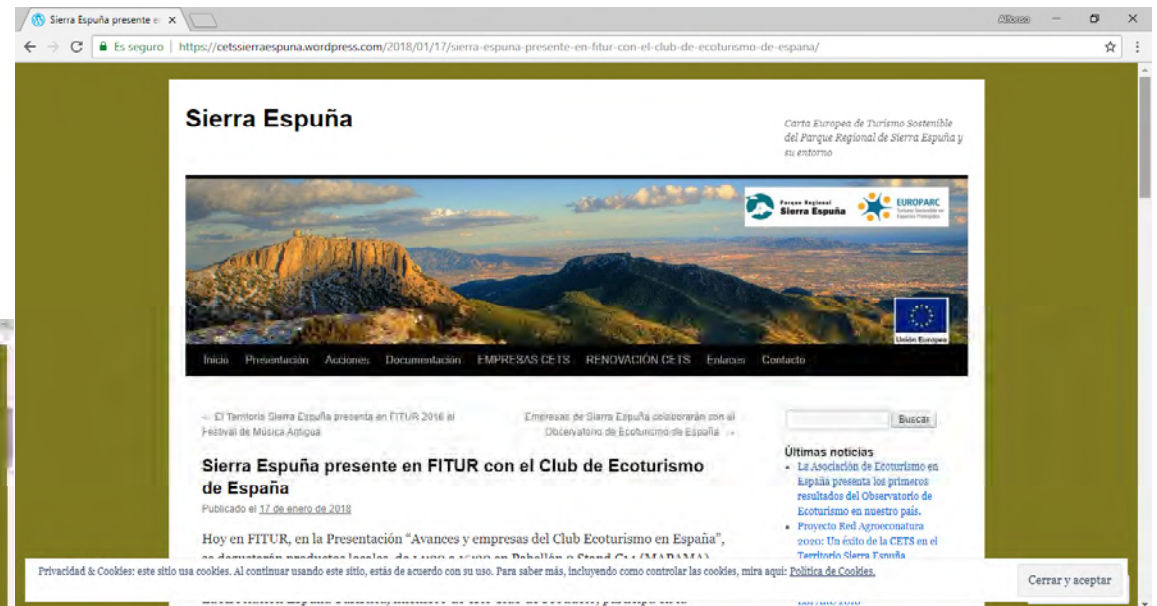 Sierra Espuña presente e
Alfonso
Es seguro | https://cetssierraespuna.wordpress.com/2018/01/17/sierra-espuna-presente-en-fitur-con-el-club-de-ecoturismo-de-espana/
Sierra Espuña
Carta Europea de Turismo Sostenible
del Parque Regional de Sierra Espuña y
su entorno
Parque Regional
Sierra Espuña
EUROPARC
Turismo Sostenible en
Espacios Protegidos
Unión Europea
Inicio Presentación Acciones Documentación EMPRESAS CETS RENOVACIÓN CETS Enlaces Contacto
← El Territorio Sierra Espuña presenta en FITUR 2018 el
Festival de Música Antigua
Empresas de Sierra Espuña colaborarán con el
Observatorio de Ecoturismo de España →
Buscar
Sierra Espuña presente en FITUR con el Club de Ecoturismo
de España
Publicado el 17 de enero de 2018
Hoy en FITUR, en la Presentación “Avances y empresas del Club Ecoturismo en España”,
Últimas noticias
La Asociación de Ecoturismo en
España presenta los primeros
resultados del Observatorio de
Ecoturismo en nuestro país.
Proyecto Red Agroeconatura
2020: Un éxito de la CETS en el
Territorio Sierra Espuña
Privacidad & Cookies: este sitio usa cookies. Al continuar usando este sitio, estás de acuerdo con su uso. Para saber más, incluyendo como controlar las cookies, mira aquí: Política de Cookies.
Cerrar y aceptar